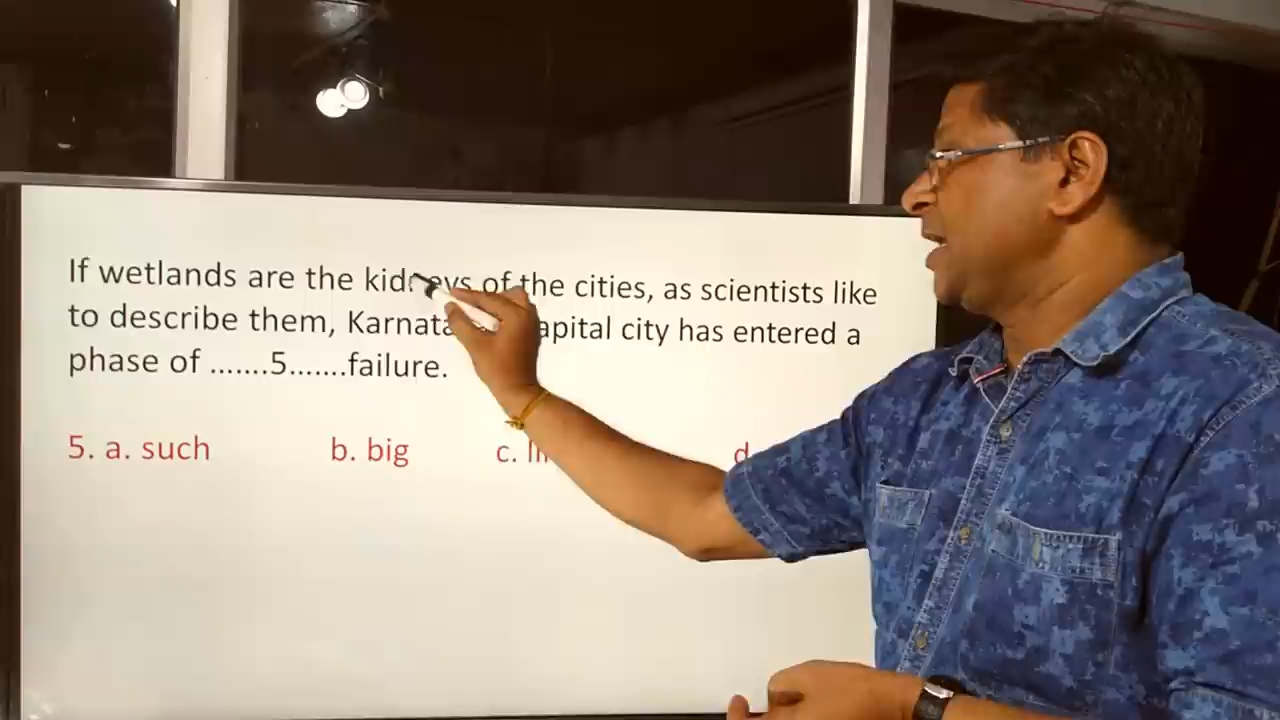 If wetlands are the of the cities, as scientists like
to describe them, capital city has entered a
phase of .......5.......failure.
5. a. such b. big c. d.